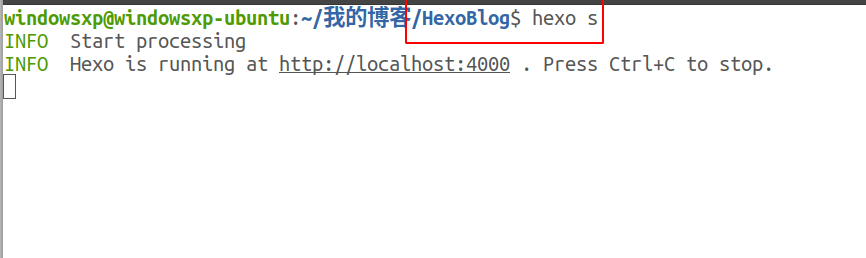 windowsxp@windowsxp-ubuntu:~/我的博客/HexoBlog$ hexo s
INFO  Start processing
INFO  Hexo is running at http://localhost:4000 . Press Ctrl+C to stop.